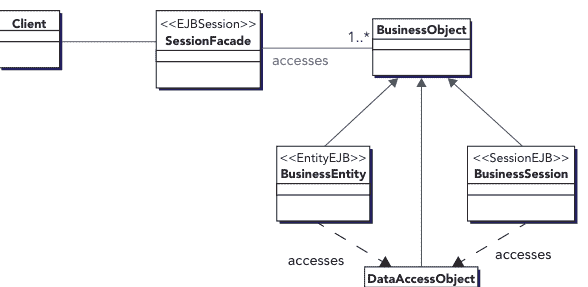 Client
<<EJBSession>>
SessionFacade
1..*
accesses
BusinessObject
<<EntityEJB>>
BusinessEntity
<<SessionEJB>>
BusinessSession
accesses
accesses
DataAccessObject